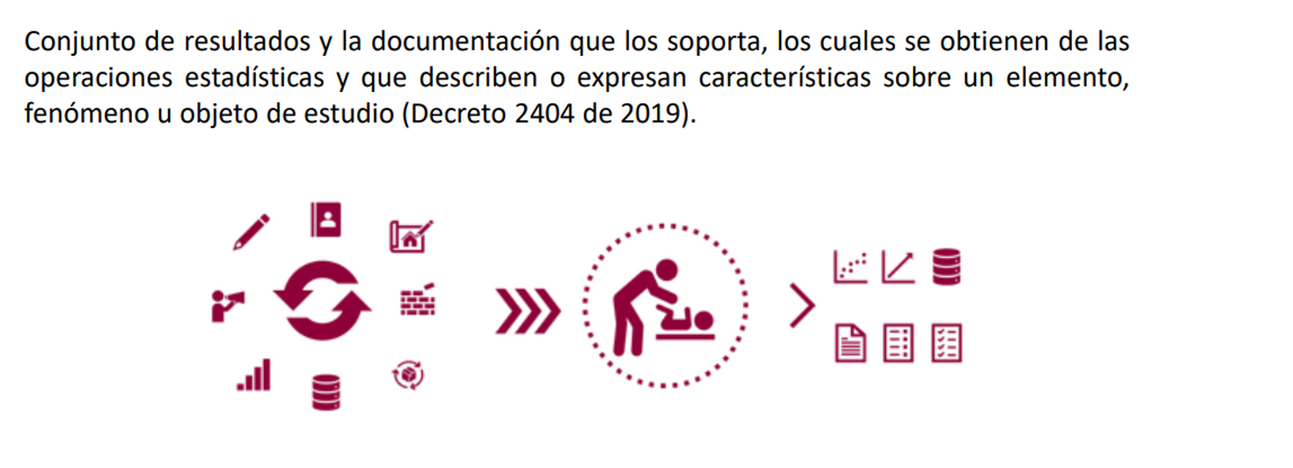 Conjunto de resultados y la documentación que los soporta, los cuales se obtienen de las
operaciones estadísticas y que describen o expresan características sobre un elemento,
fenómeno u objeto de estudio (Decreto 2404 de 2019).